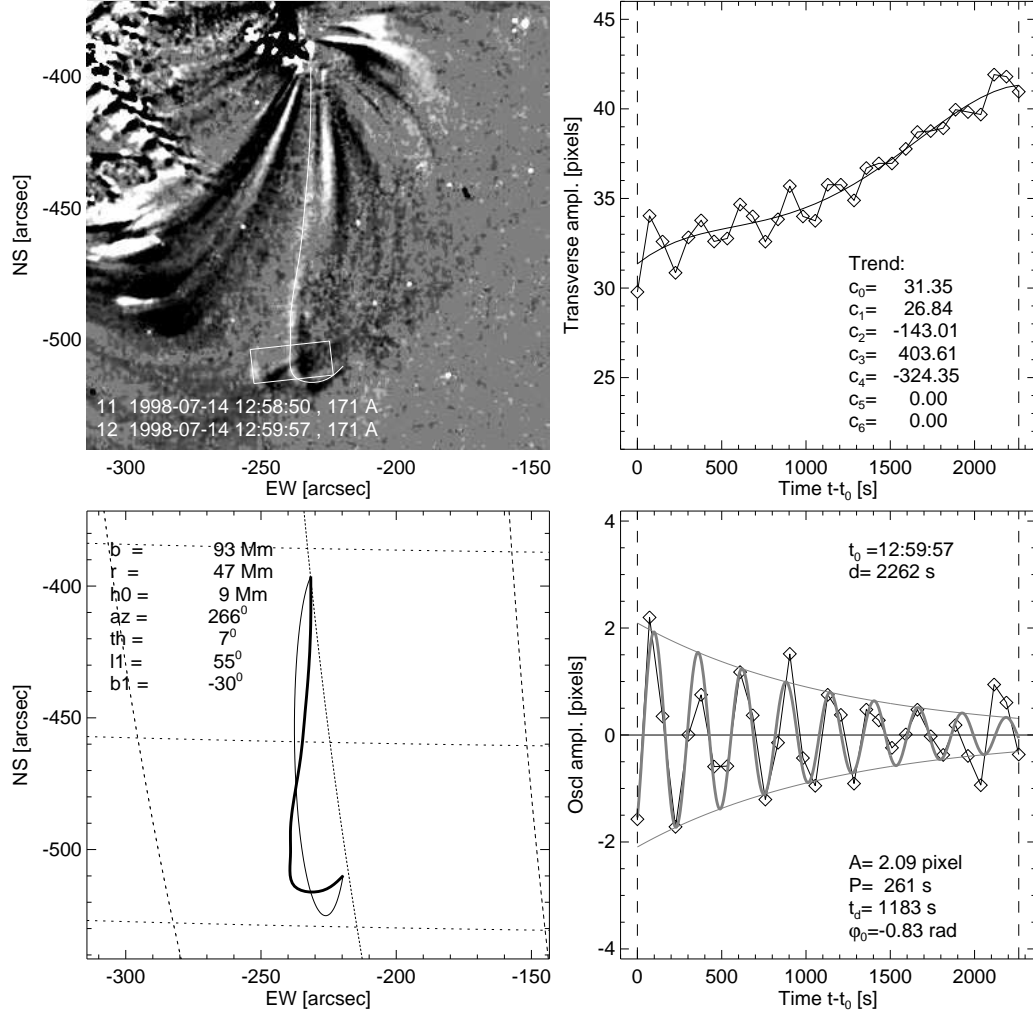 -400
-450
-500
NS [arcsec]
11 1998-07-14 12:58:50 , 171 A
12 1998-07-14 12:59:57 , 171 A
-300
-250
-200
-150
EW [arcsec]
45
40
35
30
25
Transverse ampl. [pixels]
Trend:
c₀= 31.35
c₁= 26.84
c₂= -143.01
c₃= 403.61
c₄= -324.35
c₅= 0.00
c₆= 0.00
0
500
1000
1500
2000
Time t-t₀ [s]
-400
-450
-500
NS [arcsec]
b = 93 Mm
r = 47 Mm
h0 = 9 Mm
az = 266⁰
th = 7⁰
l1 = 55⁰
b1 = -30⁰
-300
-250
-200
-150
EW [arcsec]
4
2
0
-2
-4
Oscl ampl. [pixels]
t₀ =12:59:57
d= 2262 s
A= 2.09 pixel
P= 261 s
t_d= 1183 s
φ₀=-0.83 rad
0
500
1000
1500
2000
Time t-t₀ [s]